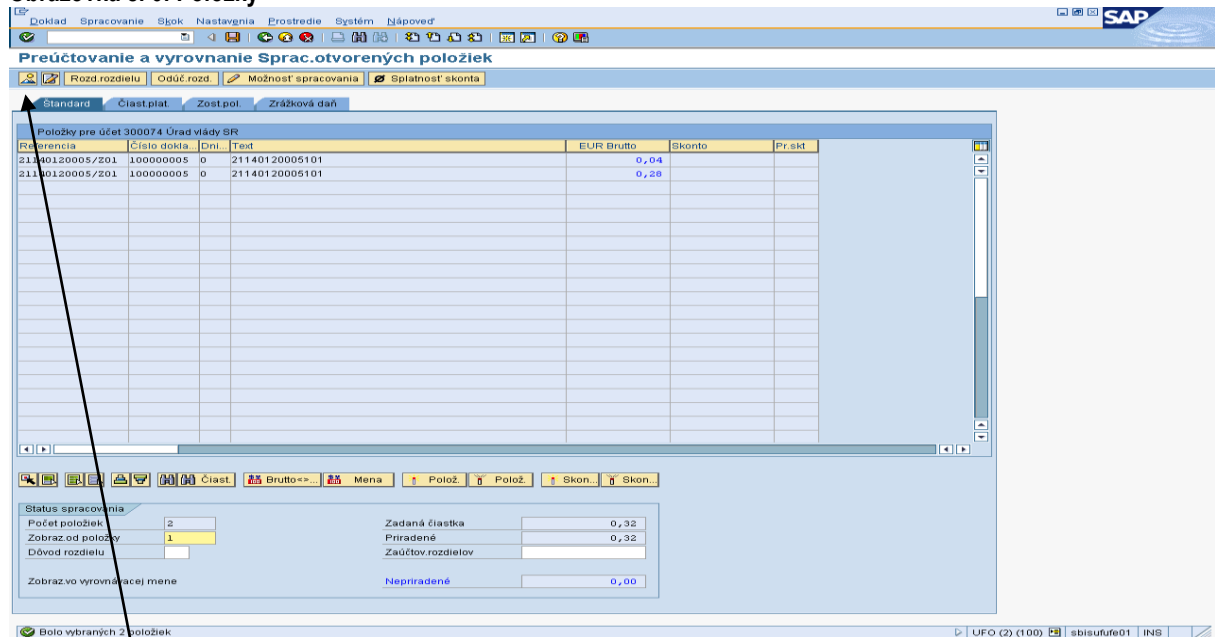 Doklad Spracovanie Skok Nastavenia Prostredie Systém Nápoveď
SAP
Preúčtovanie a vyrovnanie Sprac.otvorených položiek
Rozd.rozdielu Odúč.rozd. Možnosť spracovania Splatnosť skonta
Štandard Čiast.plat. Zost.pol. Zrážková daň
Položky pre účet 300074 Úrad vlády SR
Referencia Číslo dokla... Dni... Text EUR Brutto Skonto Pr.skt
21140120005/Z01 100000005 0 21140120005101 0,04
21140120005/Z01 100000005 0 21140120005101 0,28
Čiast. Brutto<>... Mena Polož. Polož. Skon... Skon...
Status spracovania
Počet položiek 2 Zadaná čiastka 0,32
Zobraz.od položky 1 Priradené 0,32
Dôvod rozdielu Zaúčtov.rozdielov
Zobraz.vo vyrovnávacej mene Nepriradené 0,00
Bolo vybraných 2 položiek UFO (2) (100) sbisufufe01 INS